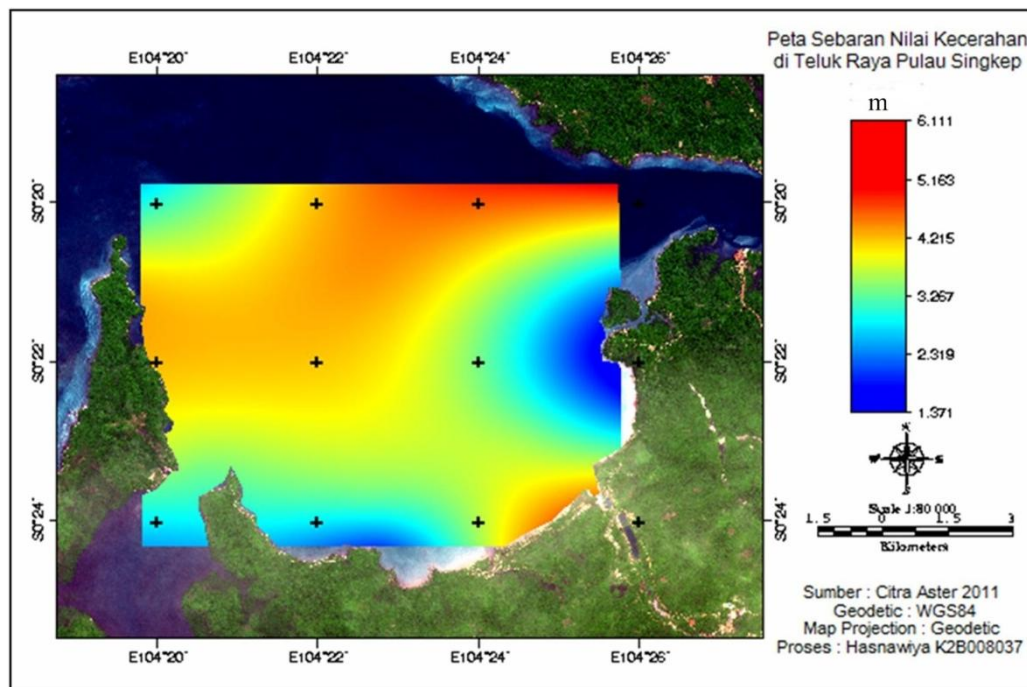 Peta Sebaran Nilai Kecerahan
di Teluk Raya Pulau Singkep
E104°20' E104°22' E104°24' E104°26'
m
6.111
5.163
4.215
3.267
2.319
1.371
S0°20' S0°20'
S0°22' S0°22'
S0°24' S0°24'
E104°20' E104°22' E104°24' E104°26'
Skale 1:80 000
1.5 0 1.5 3
Kilometers
Sumber : Citra Aster 2011
Geodetic : WGS84
Map Projection : Geodetic
Proses : Hasnawiya K2B008037